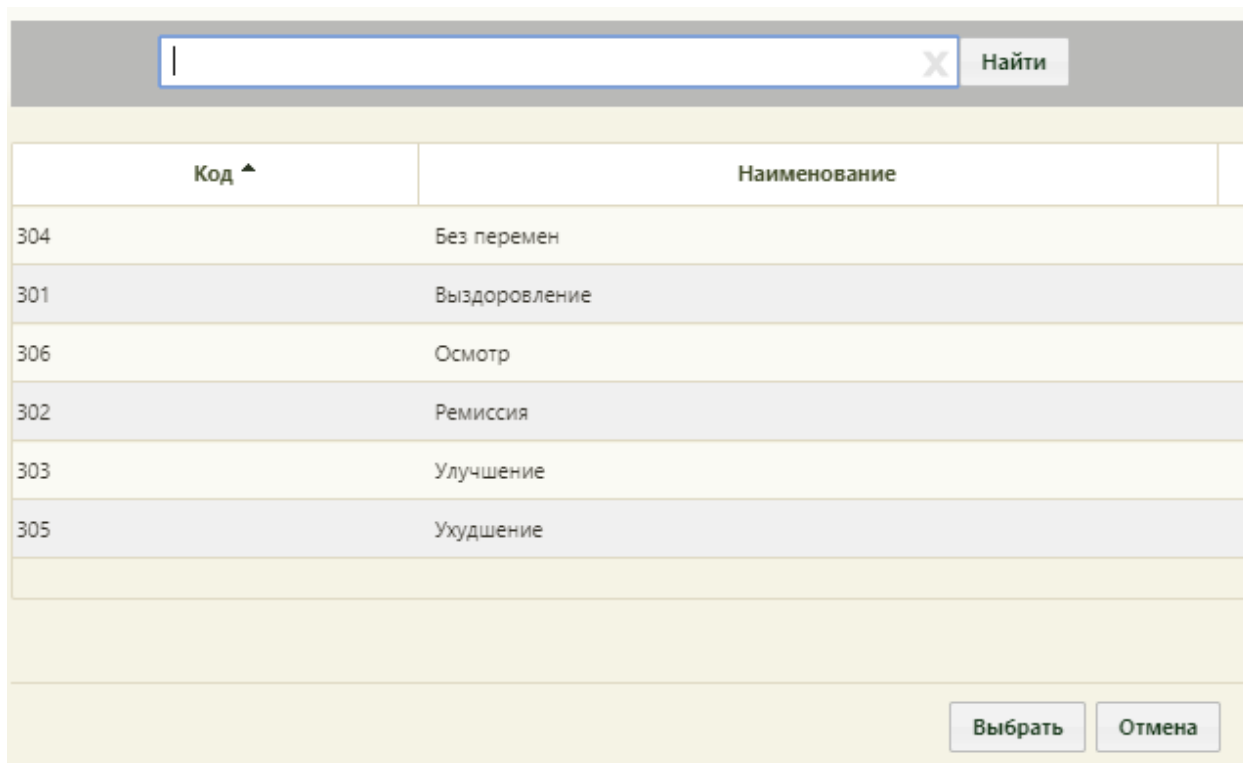 Найти
Код Наименование
304 Без перемен
301 Выздоровление
306 Осмотр
302 Ремиссия
303 Улучшение
305 Ухудшение
Выбрать Отмена